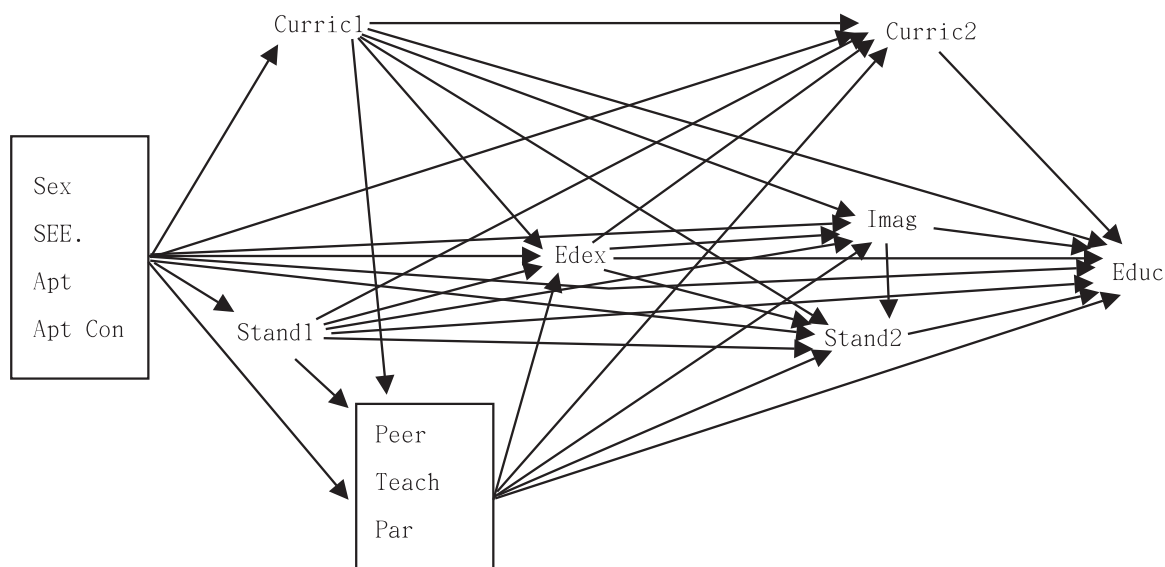 Curric1
Curric2
Sex
SEE.
Apt
Apt Con
Imag
Edex
Educ
Stand1
Stand2
Peer
Teach
Par